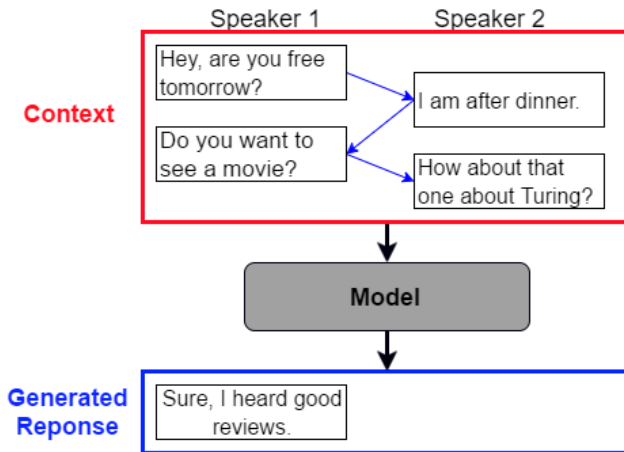 Speaker 1 Speaker 2
Hey, are you free
tomorrow?
I am after dinner.
Context
Do you want to
see a movie?
How about that
one about Turing?
Model
Generated
Reponse
Sure, I heard good
reviews.